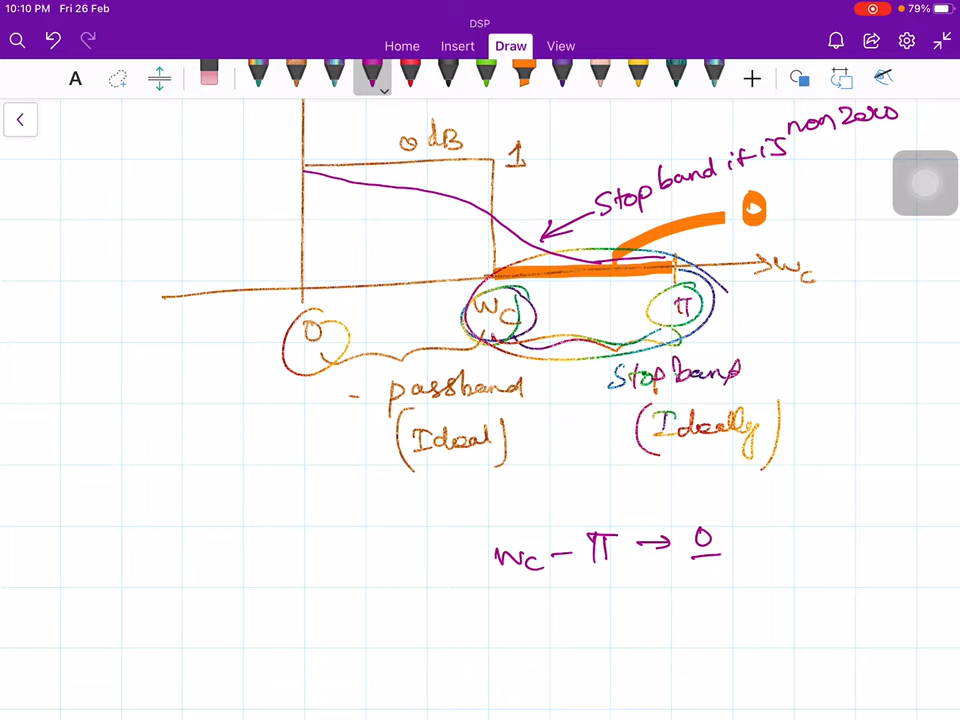 10:10 PM Fri 26 Feb
79%
DSP
Home Insert Draw View
A
0 dB
1
Stop band if it is non zero
0
Wc
0
Wc
π
passband
(Ideal)
Stop band
(Ideally)
Wc - π → 0